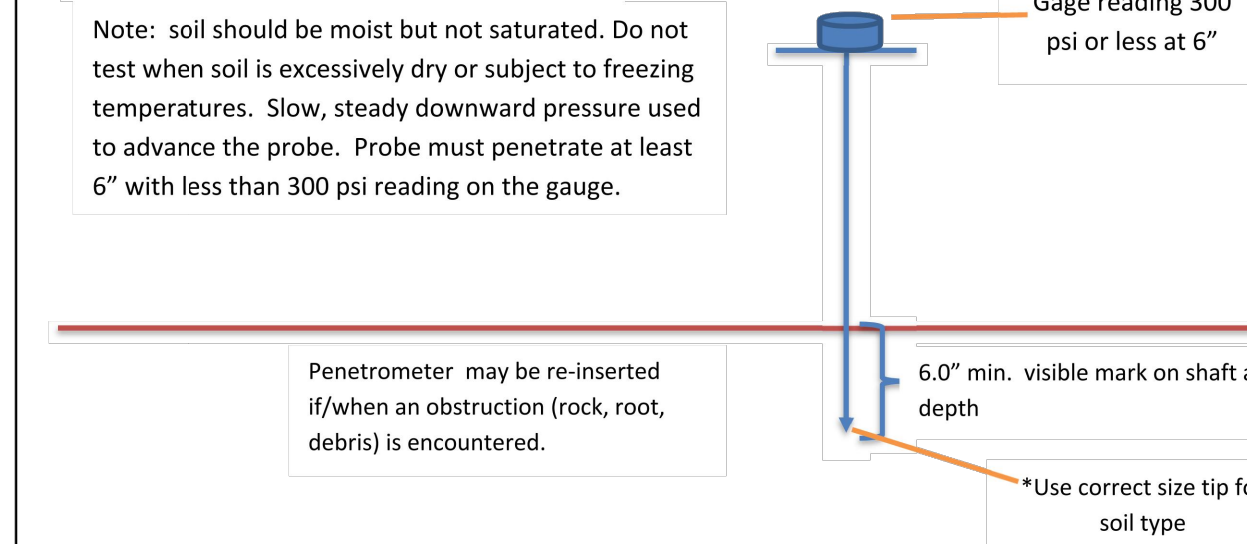 Note:  soil should be moist but not saturated. Do not
test when soil is excessively dry or subject to freezing
temperatures.  Slow, steady downward pressure used
to advance the probe.  Probe must penetrate at least
6” with less than 300 psi reading on the gauge.
Gage reading 300
psi or less at 6”
Penetrometer  may be re-inserted
if/when an obstruction (rock, root,
debris) is encountered.
6.0” min.  visible mark on shaft
depth
*Use correct size tip
soil type